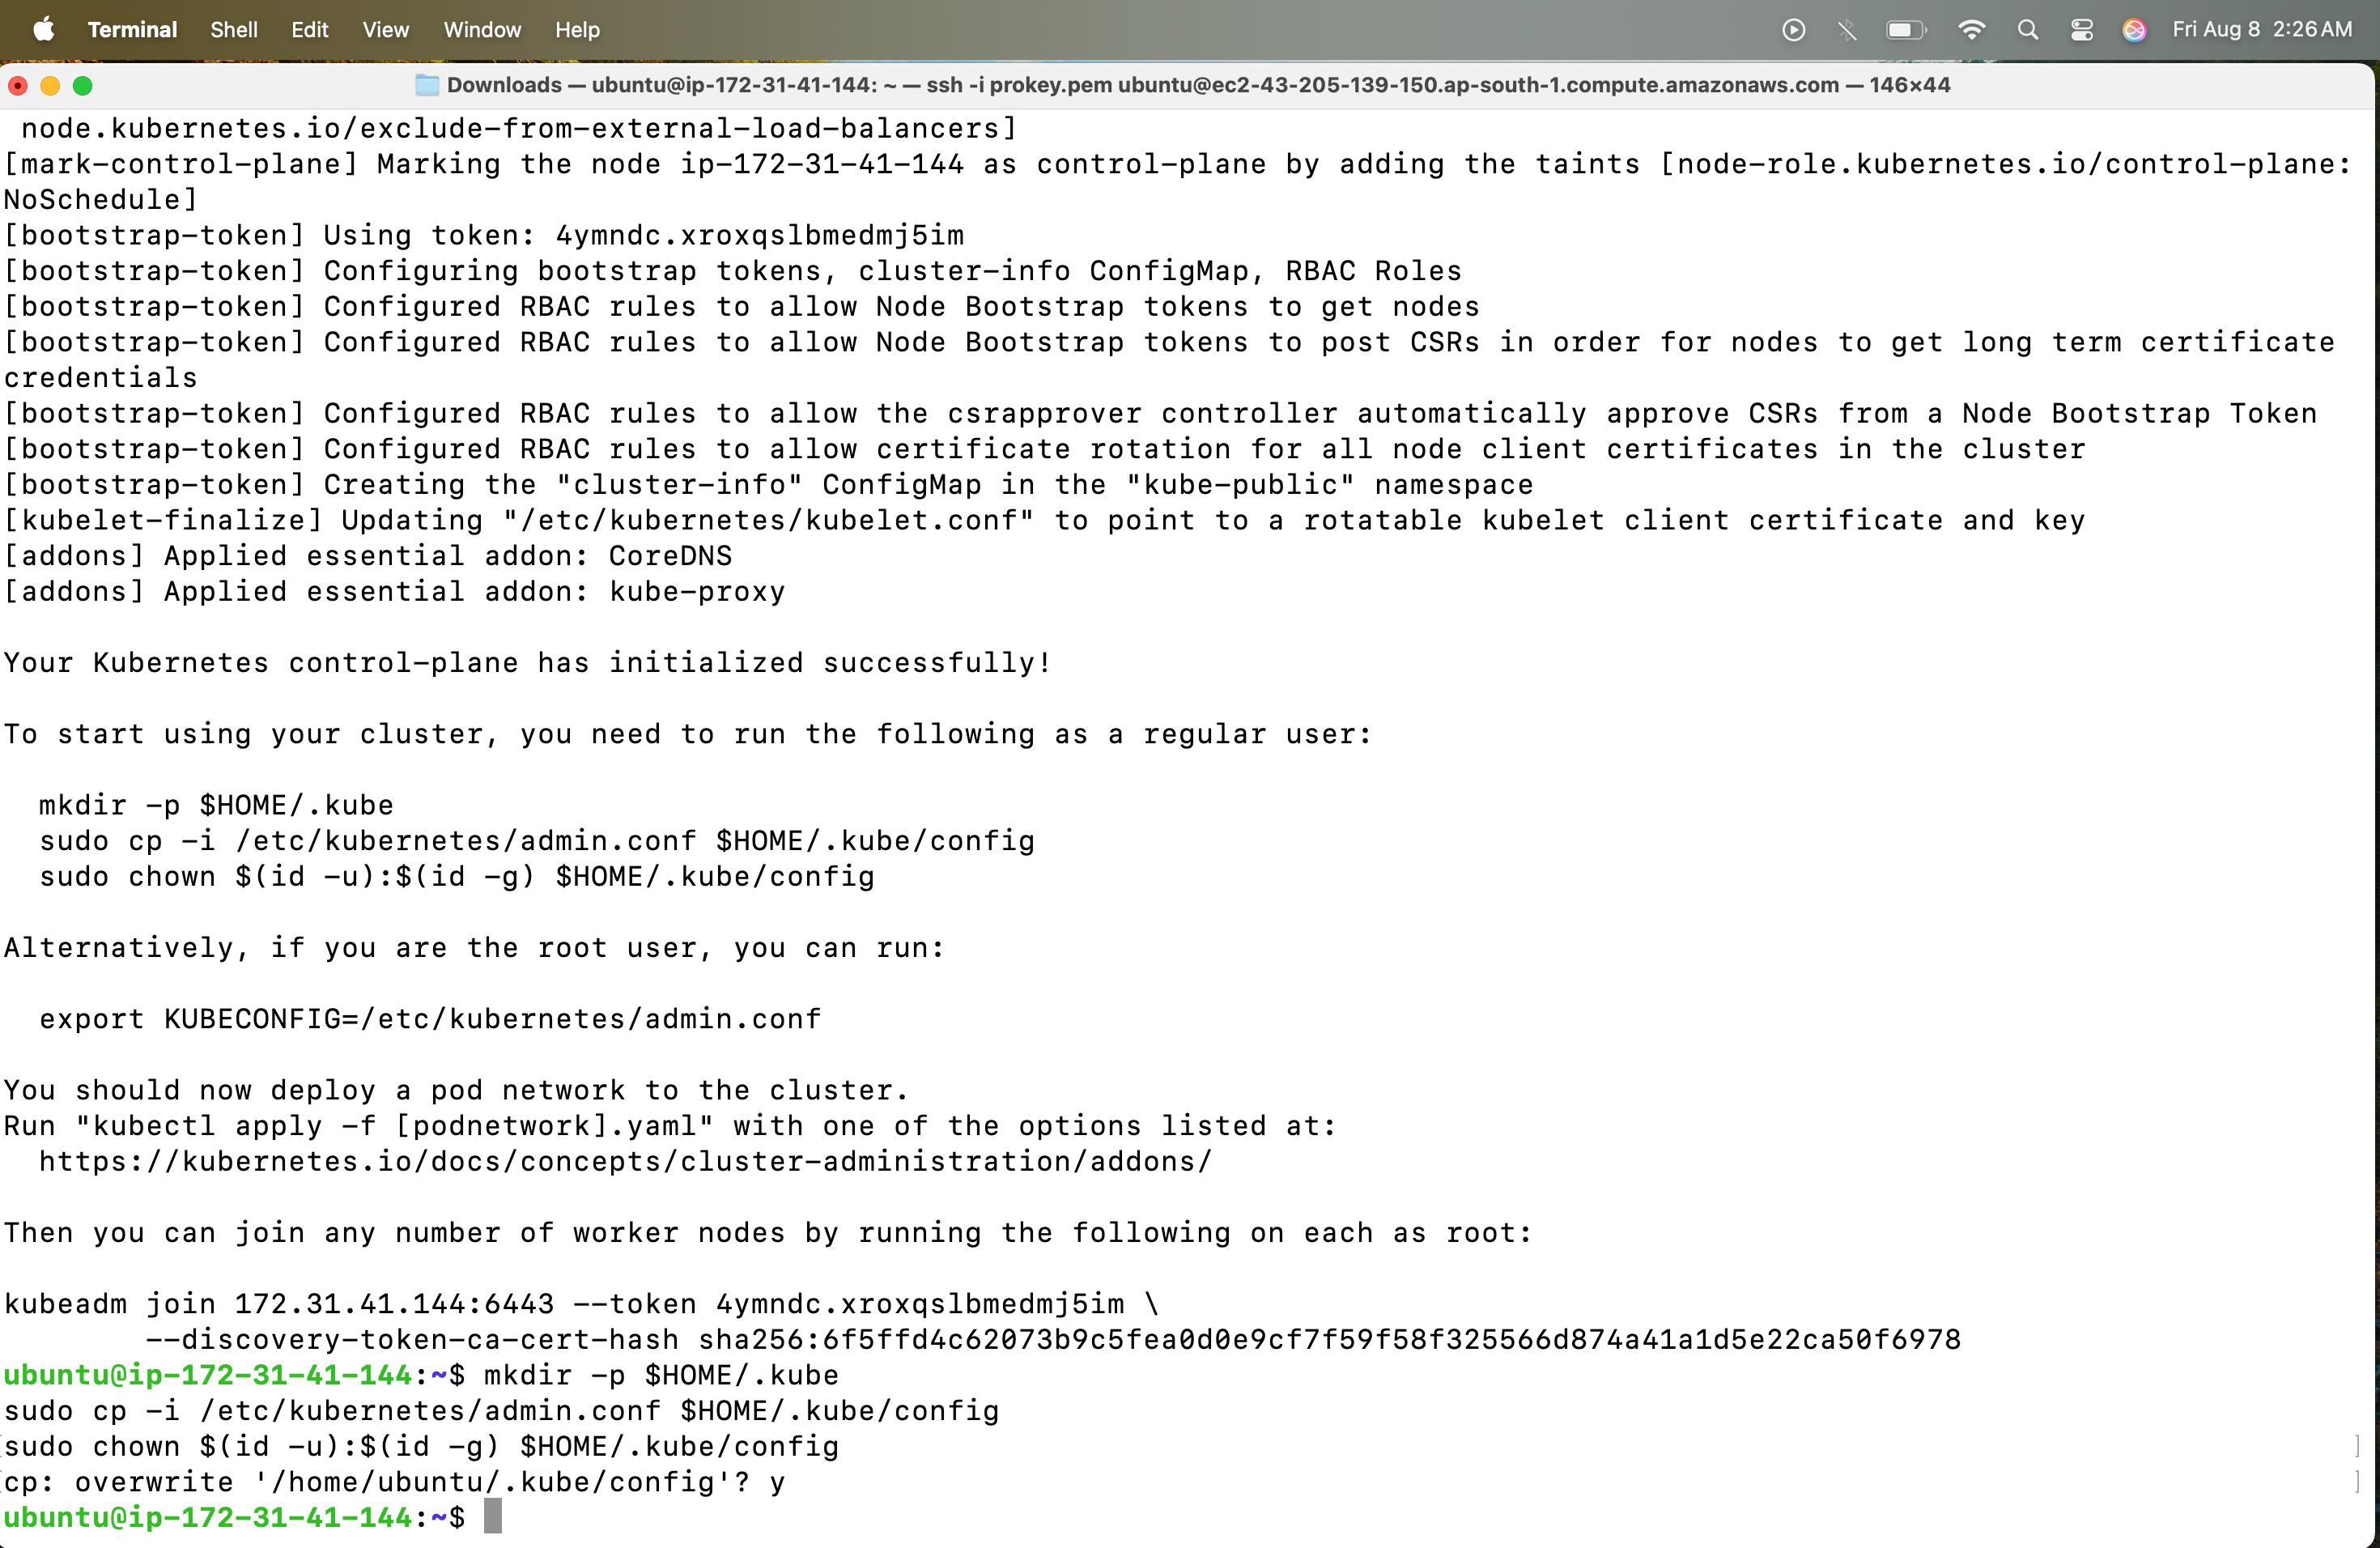 Terminal Shell Edit View Window Help Fri Aug 8 2:26 AM
Downloads — ubuntu@ip-172-31-41-144: ~ — ssh -i prokey.pem ubuntu@ec2-43-205-139-150.ap-south-1.compute.amazonaws.com — 146×44
 node.kubernetes.io/exclude-from-external-load-balancers]
[mark-control-plane] Marking the node ip-172-31-41-144 as control-plane by adding the taints [node-role.kubernetes.io/control-plane:
NoSchedule]
[bootstrap-token] Using token: 4ymndc.xroxqslbmedmj5im
[bootstrap-token] Configuring bootstrap tokens, cluster-info ConfigMap, RBAC Roles
[bootstrap-token] Configured RBAC rules to allow Node Bootstrap tokens to get nodes
[bootstrap-token] Configured RBAC rules to allow Node Bootstrap tokens to post CSRs in order for nodes to get long term certificate
credentials
[bootstrap-token] Configured RBAC rules to allow the csrapprover controller automatically approve CSRs from a Node Bootstrap Token
[bootstrap-token] Configured RBAC rules to allow certificate rotation for all node client certificates in the cluster
[bootstrap-token] Creating the "cluster-info" ConfigMap in the "kube-public" namespace
[kubelet-finalize] Updating "/etc/kubernetes/kubelet.conf" to point to a rotatable kubelet client certificate and key
[addons] Applied essential addon: CoreDNS
[addons] Applied essential addon: kube-proxy
Your Kubernetes control-plane has initialized successfully!
To start using your cluster, you need to run the following as a regular user:
  mkdir -p $HOME/.kube
  sudo cp -i /etc/kubernetes/admin.conf $HOME/.kube/config
  sudo chown $(id -u):$(id -g) $HOME/.kube/config
Alternatively, if you are the root user, you can run:
  export KUBECONFIG=/etc/kubernetes/admin.conf
You should now deploy a pod network to the cluster.
Run "kubectl apply -f [podnetwork].yaml" with one of the options listed at:
  https://kubernetes.io/docs/concepts/cluster-administration/addons/
Then you can join any number of worker nodes by running the following on each as root:
kubeadm join 172.31.41.144:6443 --token 4ymndc.xroxqslbmedmj5im \
        --discovery-token-ca-cert-hash sha256:6f5ffd4c62073b9c5fea0d0e9cf7f59f58f325566d874a41a1d5e22ca50f6978
ubuntu@ip-172-31-41-144:~$ mkdir -p $HOME/.kube
sudo cp -i /etc/kubernetes/admin.conf $HOME/.kube/config
sudo chown $(id -u):$(id -g) $HOME/.kube/config
cp: overwrite '/home/ubuntu/.kube/config'? y
ubuntu@ip-172-31-41-144:~$